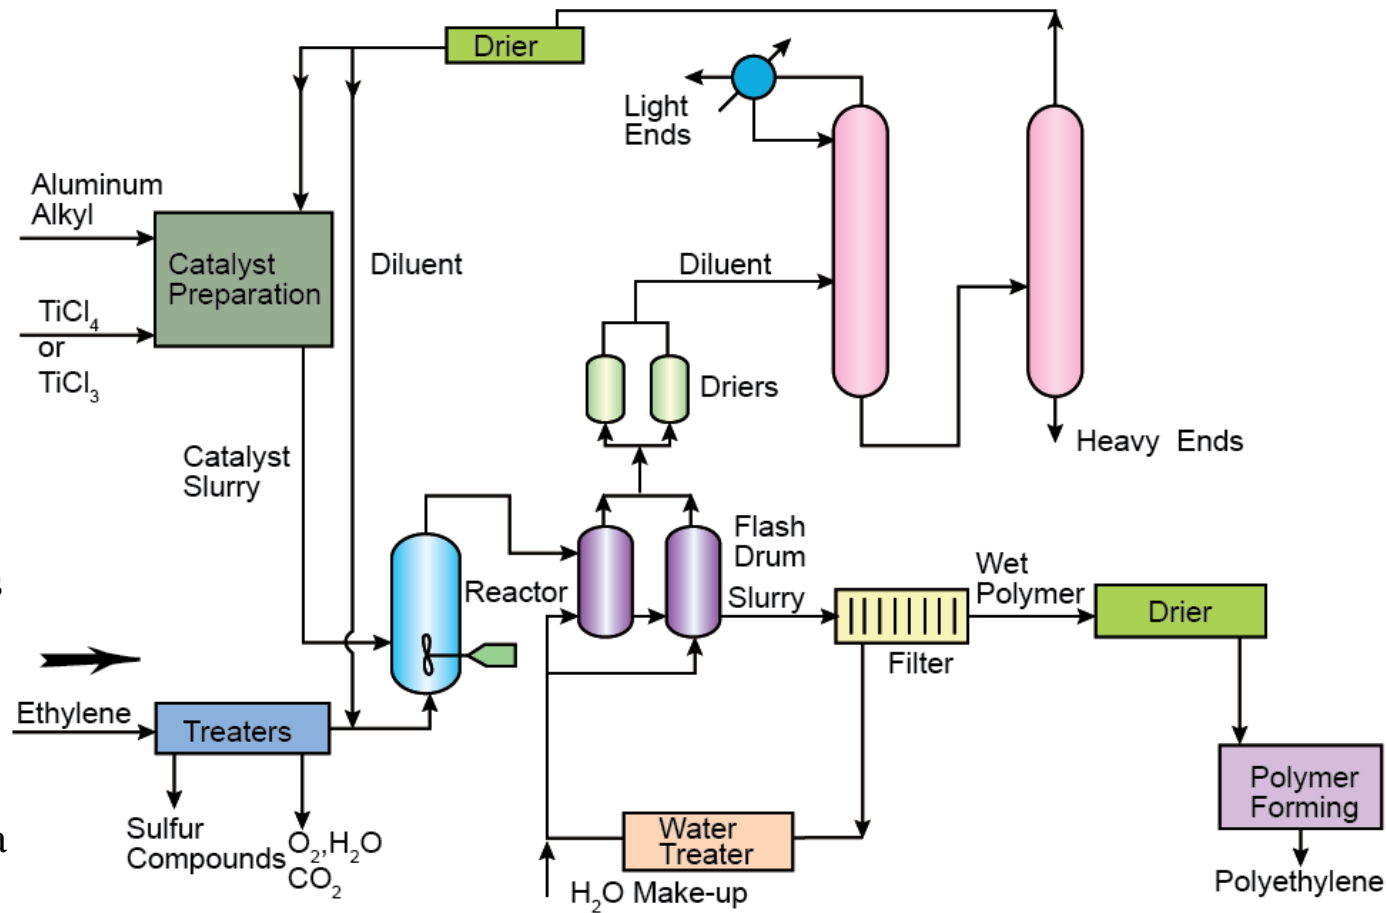 Drier
Light
Ends
Aluminum
Alkyl
Catalyst
Preparation
TiCl4
or
TiCl3
Diluent
Diluent
Driers
Heavy Ends
Catalyst
Slurry
Flash
Drum
Reactor
Slurry
Wet
Polymer
Drier
Filter
s
Ethylene
Treaters
Polymer
Forming
Sulfur
Compounds
O2,H2O
CO2
a
Water
Treater
H2O Make-up
Polyethylene